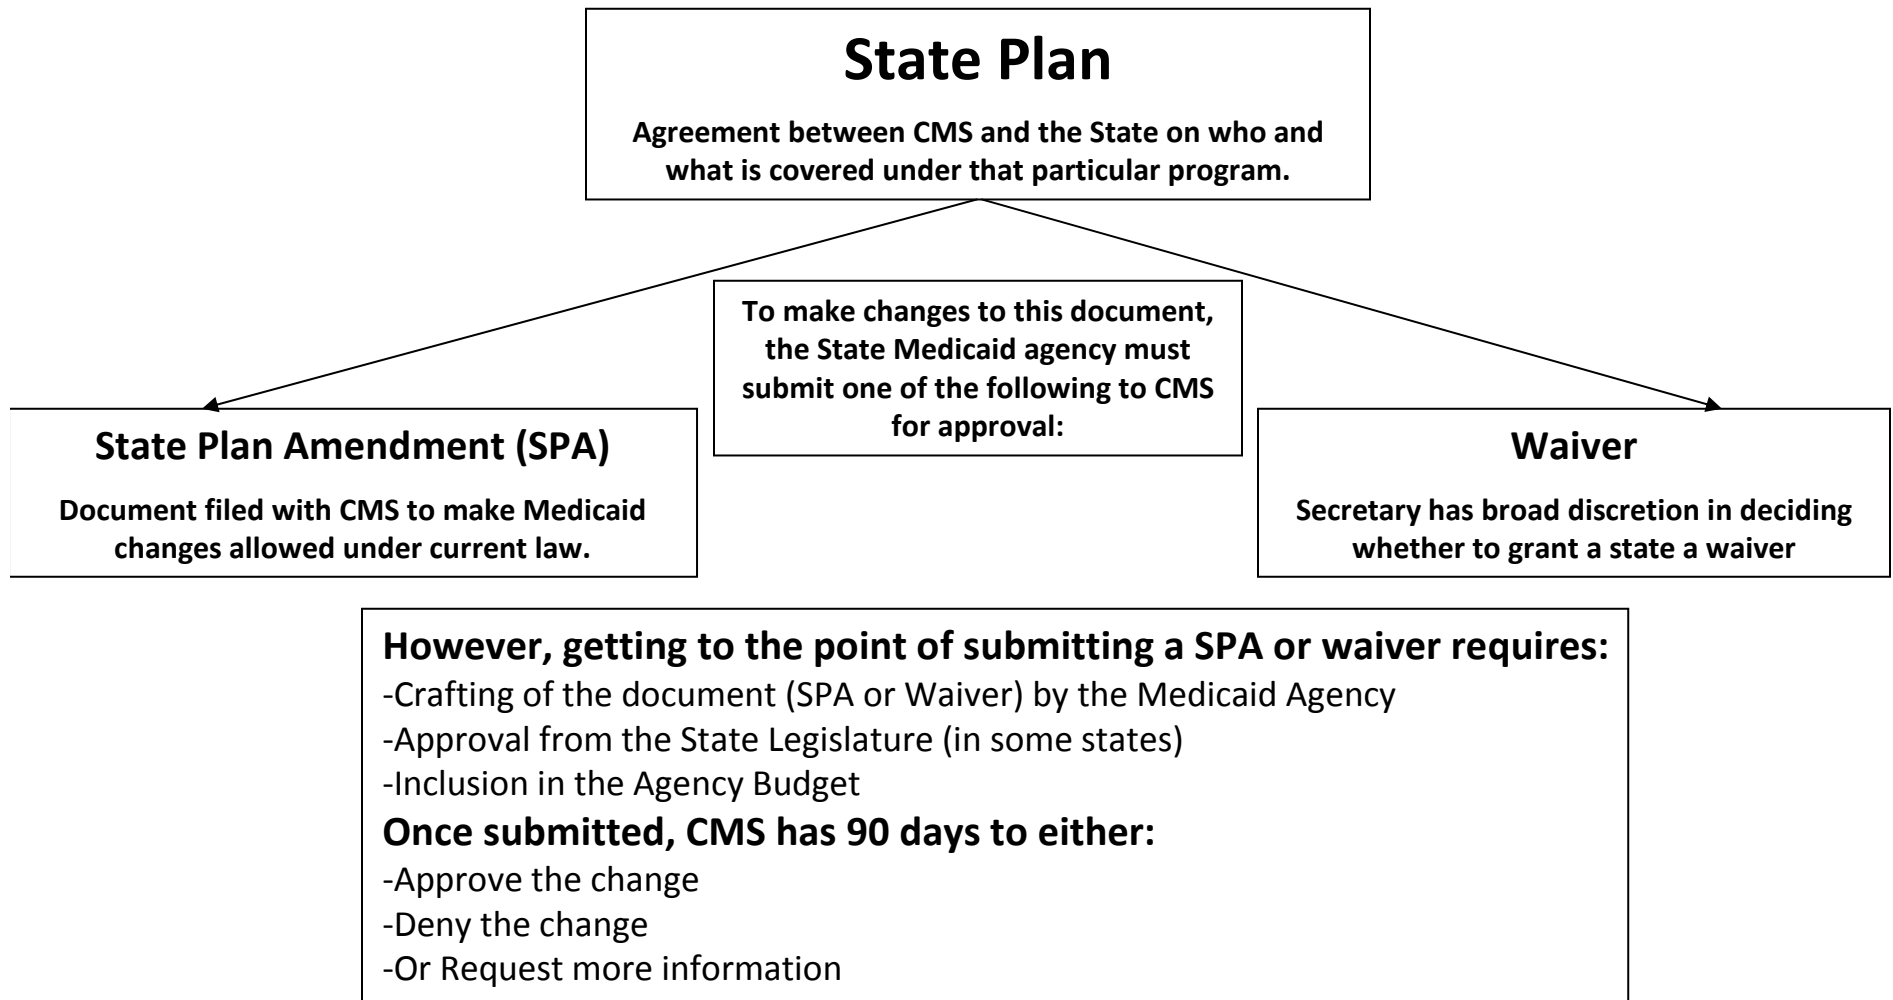 State Plan
Agreement between CMS and the State on who and
what is covered under that particular program.
To make changes to this document,
the State Medicaid agency must
submit one of the following to CMS
for approval:
State Plan Amendment (SPA)
Document filed with CMS to make Medicaid
changes allowed under current law.
Waiver
Secretary has broad discretion in deciding
whether to grant a state a waiver
However, getting to the point of submitting a SPA or waiver requires:
-Crafting of the document (SPA or Waiver) by the Medicaid Agency
-Approval from the State Legislature (in some states)
-Inclusion in the Agency Budget
Once submitted, CMS has 90 days to either:
-Approve the change
-Deny the change
-Or Request more information